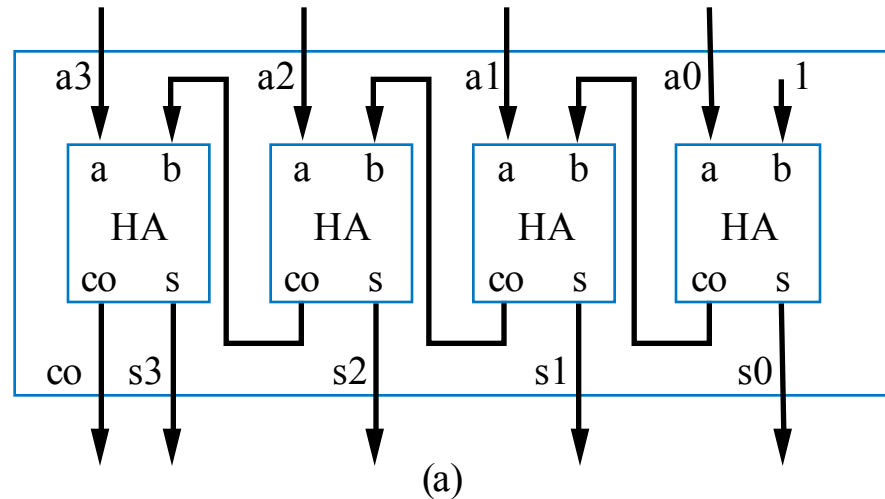 a3 a2 a1 a0 1
a b a b a b a b
HA HA HA HA
co s co s co s co s
co s3 s2 s1 s0
(a)